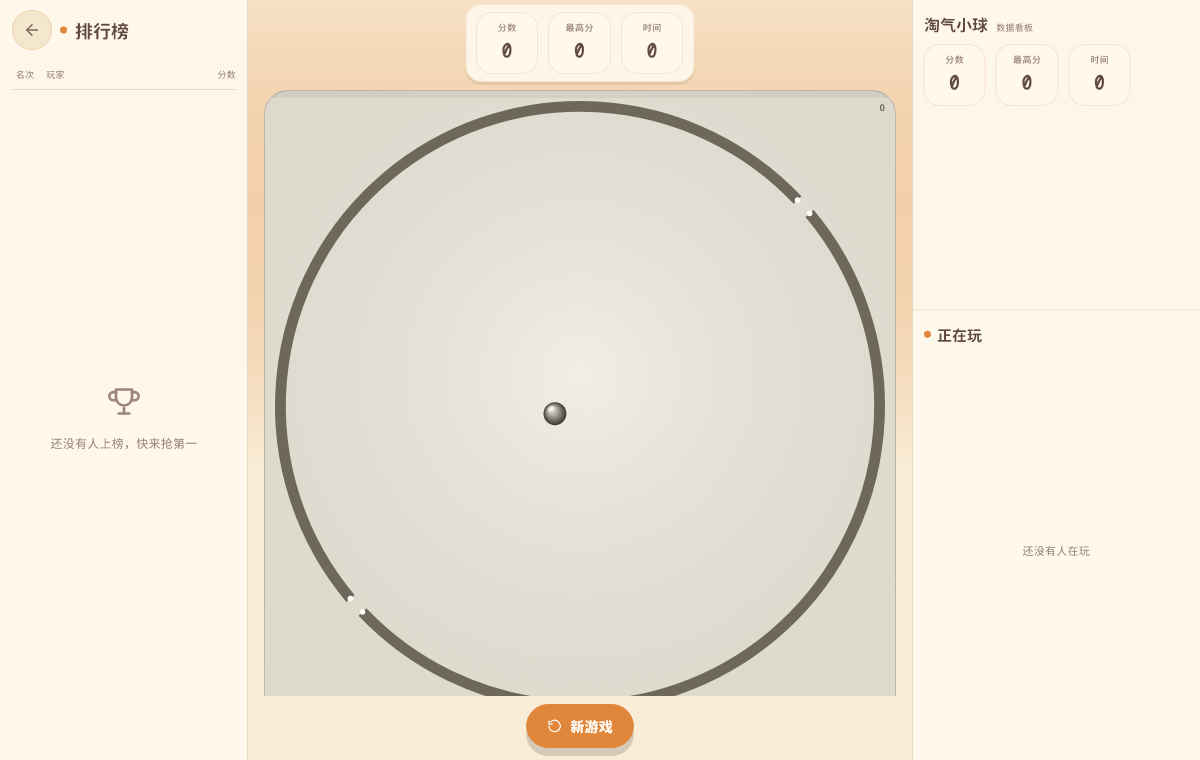 排行榜
名次 玩家 分数
还没有人上榜，快来抢第一
分数 最高分 时间
0 0 0
0
新游戏
淘气小球 数据看板
分数 最高分 时间
0 0 0
正在玩
还没有人在玩